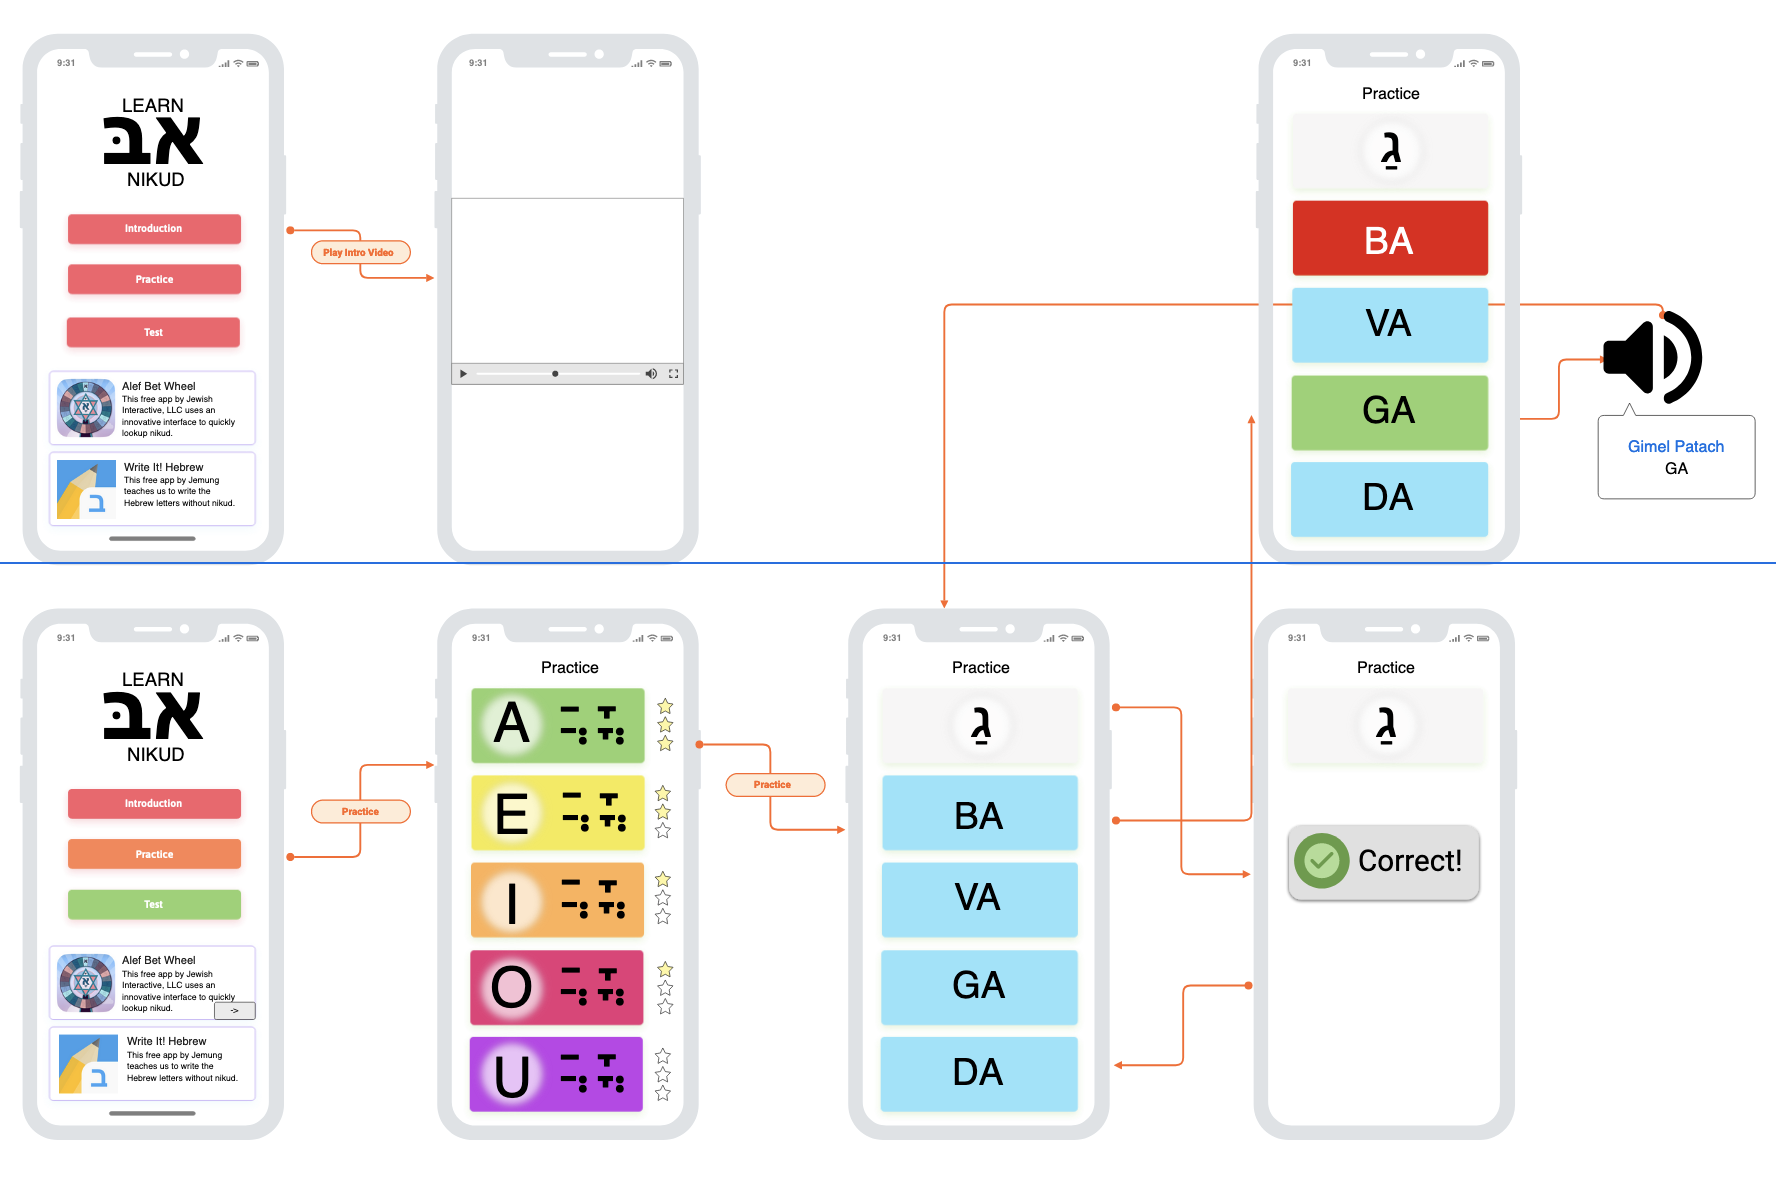 9:31
LEARN
אבּ
NIKUD
Introduction
Practice
Test
Alef Bet Wheel
This free app by Jewish
Interactive, LLC uses an
innovative interface to quickly
lookup nikud.
Write It! Hebrew
This free app by Jemung
teaches us to write the
Hebrew letters without nikud.
Play Intro Video
9:31
9:31
Practice
גַ
BA
VA
GA
DA
Gimel Patach
GA
9:31
LEARN
אבּ
NIKUD
Introduction
Practice
Test
Alef Bet Wheel
This free app by Jewish
Interactive, LLC uses an
innovative interface to quickly
lookup nikud.
->
Write It! Hebrew
This free app by Jemung
teaches us to write the
Hebrew letters without nikud.
Practice
9:31
Practice
A
E
I
O
U
Practice
9:31
Practice
גַ
BA
VA
GA
DA
9:31
Practice
גַ
Correct!